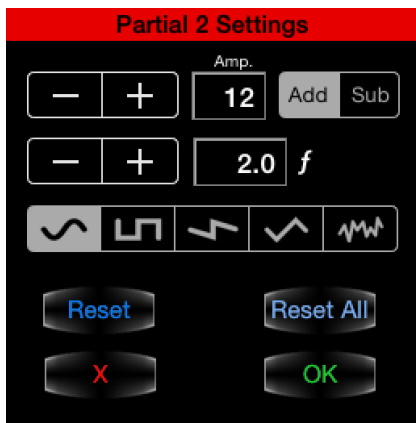 Partial 2 Settings
Amp.
− + 12 Add Sub
− + 2.0 f
Reset Reset All
X OK